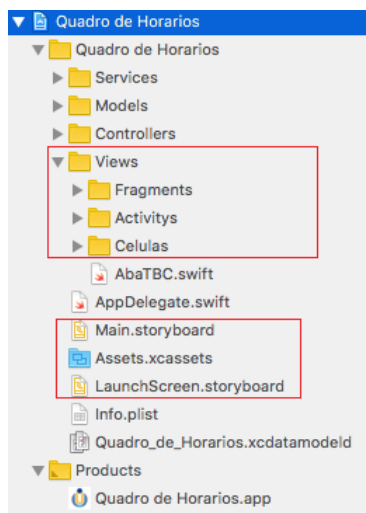 Quadro de Horarios
Quadro de Horarios
Services
Models
Controllers
Views
Fragments
Activitys
Celulas
AbaTBC.swift
AppDelegate.swift
Main.storyboard
Assets.xcassets
LaunchScreen.storyboard
Info.plist
Quadro_de_Horarios.xcdatamodeld
Products
Quadro de Horarios.app